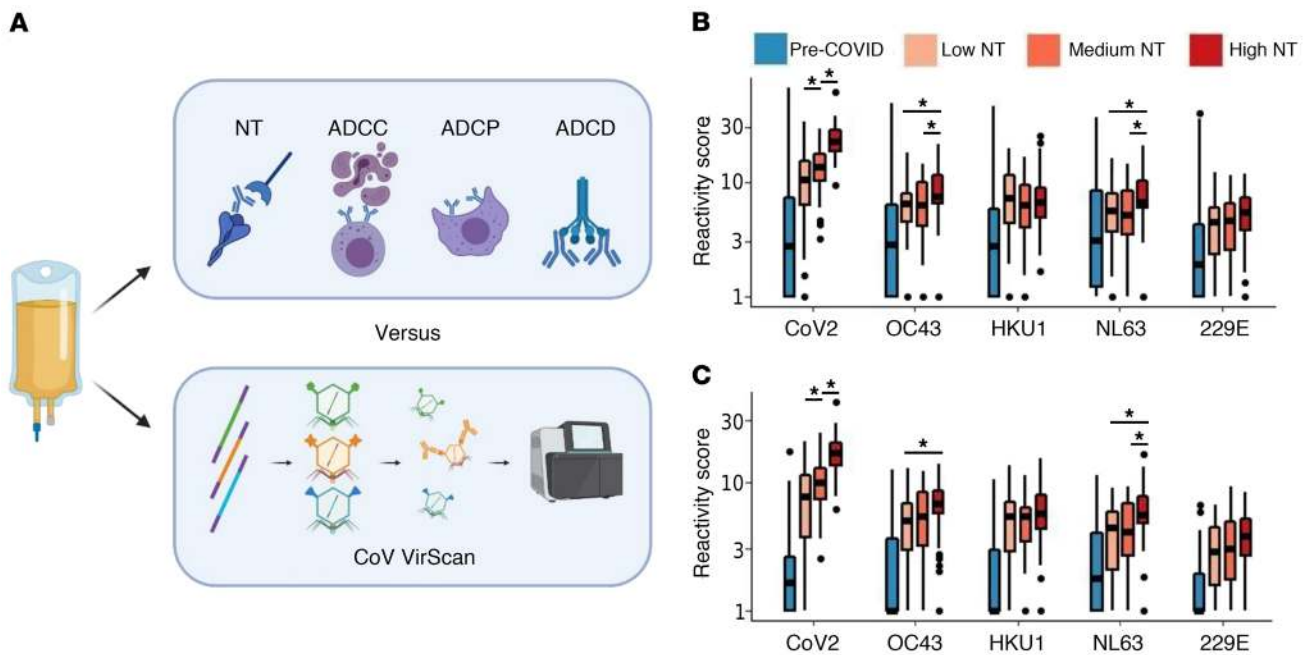 A
NT ADCC ADCP ADCD
Versus
CoV VirScan
B
Pre-COVID Low NT Medium NT High NT
Reactivity score
30
10
3
1
* * * * * *
CoV2 OC43 HKU1 NL63 229E
C
Reactivity score
30
10
3
1
* * * * *
CoV2 OC43 HKU1 NL63 229E